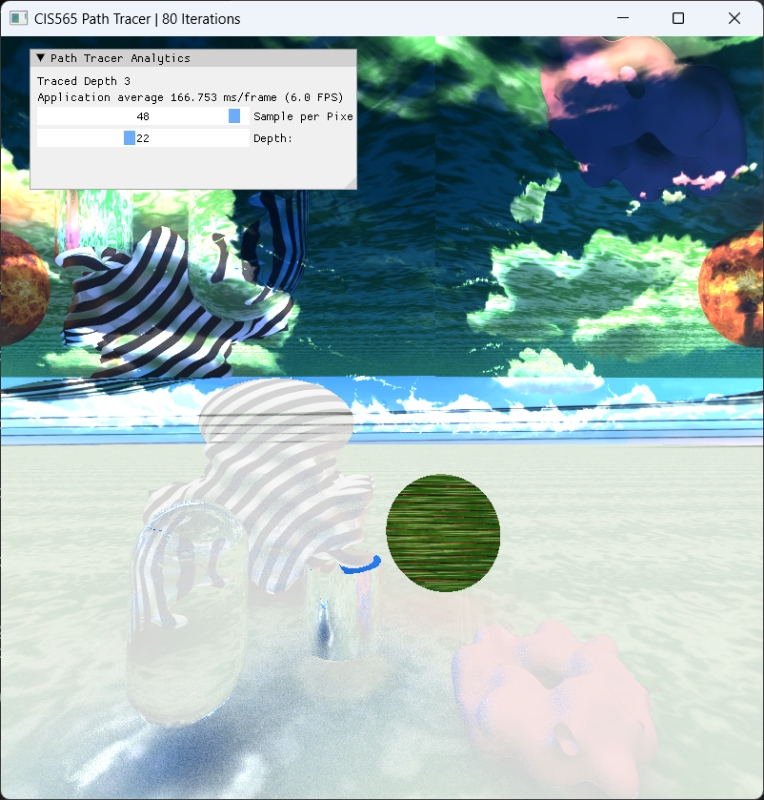 CIS565 Path Tracer | 80 Iterations
▼ Path Tracer Analytics
Traced Depth 3
Application average 166.753 ms/frame (6.0 FPS)
48 Sample per Pixe
22 Depth: